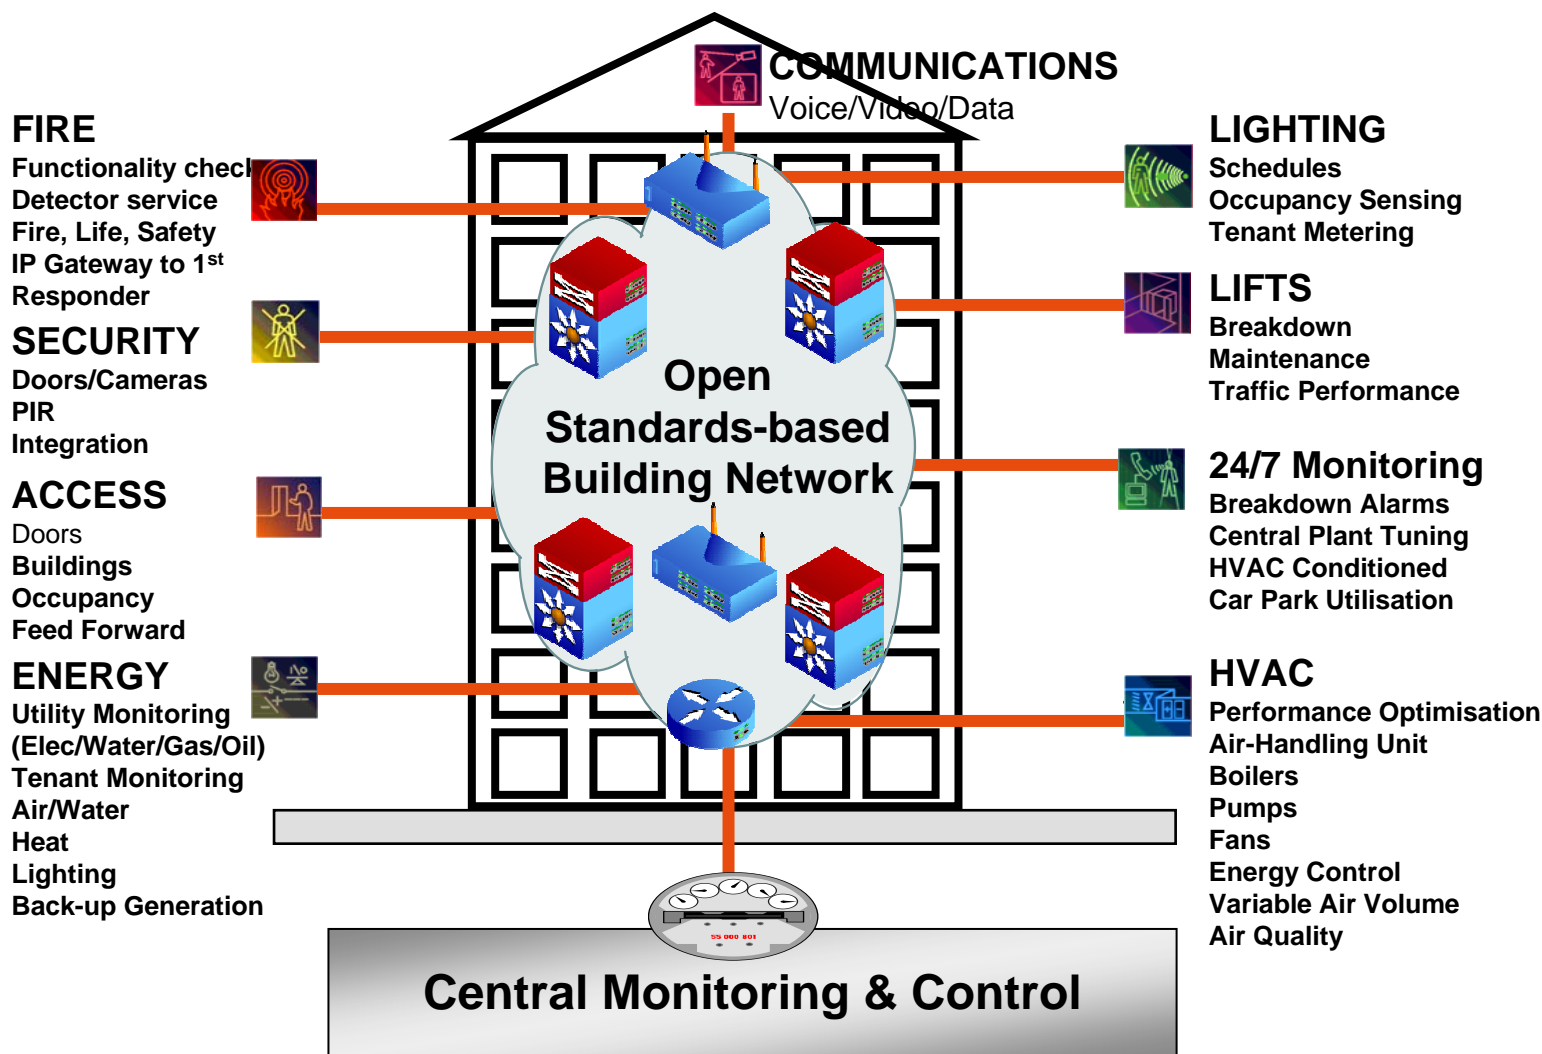 COMMUNICATIONS
Voice/Video/Data
FIRE
Functionality check
Detector service
Fire, Life, Safety
IP Gateway to 1st
Responder
SECURITY
Doors/Cameras
PIR
Integration
ACCESS
Doors
Buildings
Occupancy
Feed Forward
ENERGY
Utility Monitoring
(Elec/Water/Gas/Oil)
Tenant Monitoring
Air/Water
Heat
Lighting
Back-up Generation
Open
Standards-based
Building Network
LIGHTING
Schedules
Occupancy Sensing
Tenant Metering
LIFTS
Breakdown
Maintenance
Traffic Performance
24/7 Monitoring
Breakdown Alarms
Central Plant Tuning
HVAC Conditioned
Car Park Utilisation
HVAC
Performance Optimisation
Air-Handling Unit
Boilers
Pumps
Fans
Energy Control
Variable Air Volume
Air Quality
55 000 801
Central Monitoring & Control